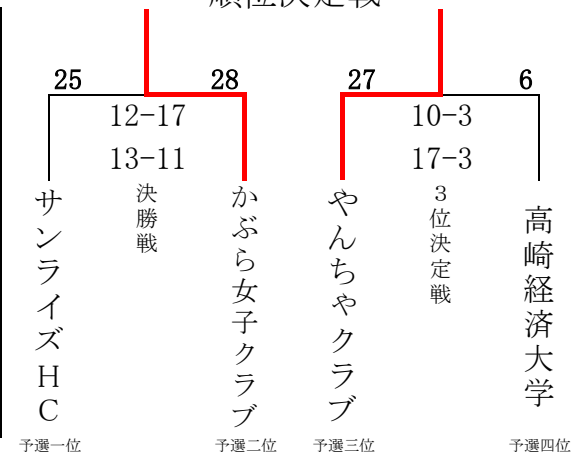 順位決定戦
25 28 27 6
12-17 10-3
13-11 17-3
サンライズHC
決勝戦
かぶら女子クラブ
やんちゃクラブ
3位決定戦
高崎経済大学
予選一位 予選二位 予選三位 予選四位